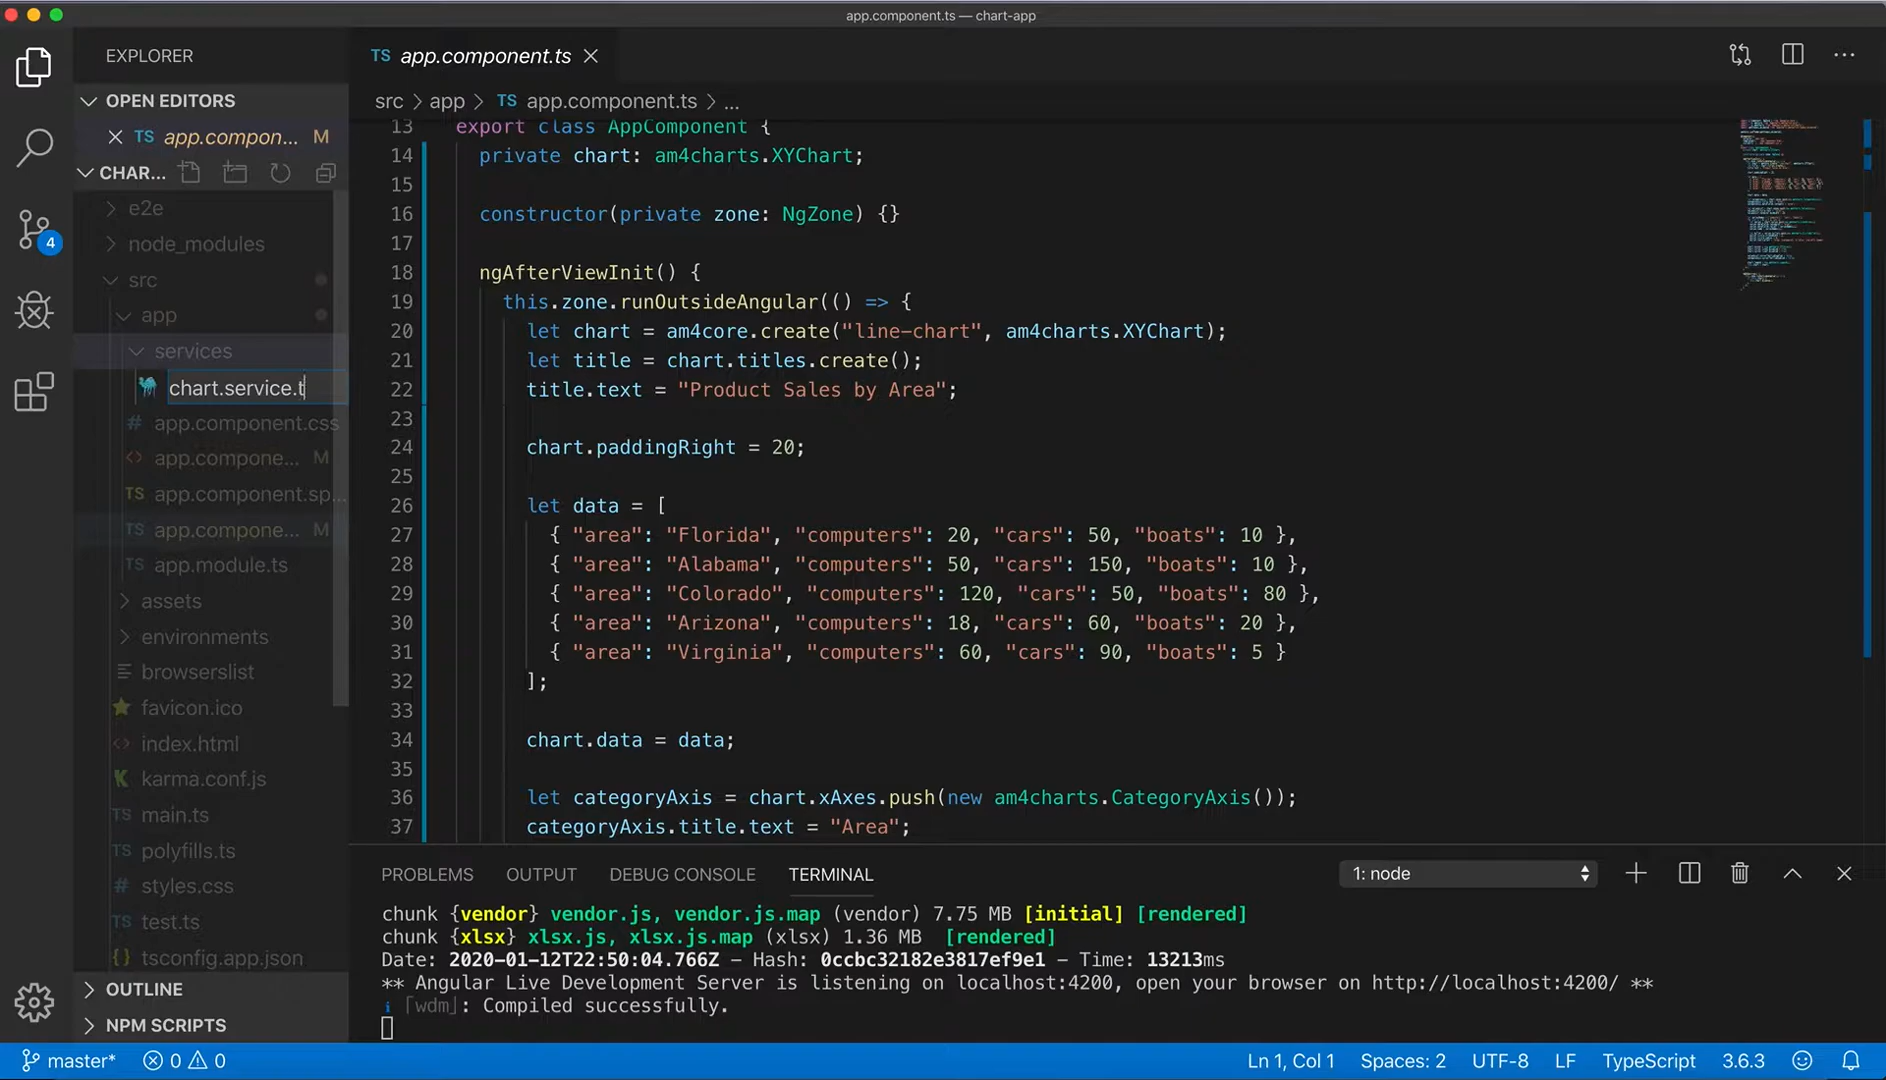 app.component.ts — chart-app
EXPLORER
TS app.component.ts
OPEN EDITORS
TS app.compon... M
CHAR...
e2e
node_modules
src
app
services
chart.service.t
# app.component.css
<> app.compone... M
TS app.component.sp...
TS app.compone... M
TS app.module.ts
assets
environments
browserslist
favicon.ico
<> index.html
K karma.conf.js
TS main.ts
TS polyfills.ts
# styles.css
TS test.ts
{} tsconfig.app.json
OUTLINE
NPM SCRIPTS
4
src > app > TS app.component.ts > ...
13 export class AppComponent {
14 private chart: am4charts.XYChart;
15
16 constructor(private zone: NgZone) {}
17
18 ngAfterViewInit() {
19 this.zone.runOutsideAngular(() => {
20 let chart = am4core.create("line-chart", am4charts.XYChart);
21 let title = chart.titles.create();
22 title.text = "Product Sales by Area";
23
24 chart.paddingRight = 20;
25
26 let data = [
27 { "area": "Florida", "computers": 20, "cars": 50, "boats": 10 },
28 { "area": "Alabama", "computers": 50, "cars": 150, "boats": 10 },
29 { "area": "Colorado", "computers": 120, "cars": 50, "boats": 80 },
30 { "area": "Arizona", "computers": 18, "cars": 60, "boats": 20 },
31 { "area": "Virginia", "computers": 60, "cars": 90, "boats": 5 }
32 ];
33
34 chart.data = data;
35
36 let categoryAxis = chart.xAxes.push(new am4charts.CategoryAxis());
37 categoryAxis.title.text = "Area";
PROBLEMS OUTPUT DEBUG CONSOLE TERMINAL 1: node
chunk {vendor} vendor.js, vendor.js.map (vendor) 7.75 MB [initial] [rendered]
chunk {xlsx} xlsx.js, xlsx.js.map (xlsx) 1.36 MB [rendered]
Date: 2020-01-12T22:50:04.766Z - Hash: 0ccbc32182e3817ef9e1 - Time: 13213ms
** Angular Live Development Server is listening on localhost:4200, open your browser on http://localhost:4200/ **
i ｢wdm｣: Compiled successfully.
master* 0 0 Ln 1, Col 1 Spaces: 2 UTF-8 LF TypeScript 3.6.3